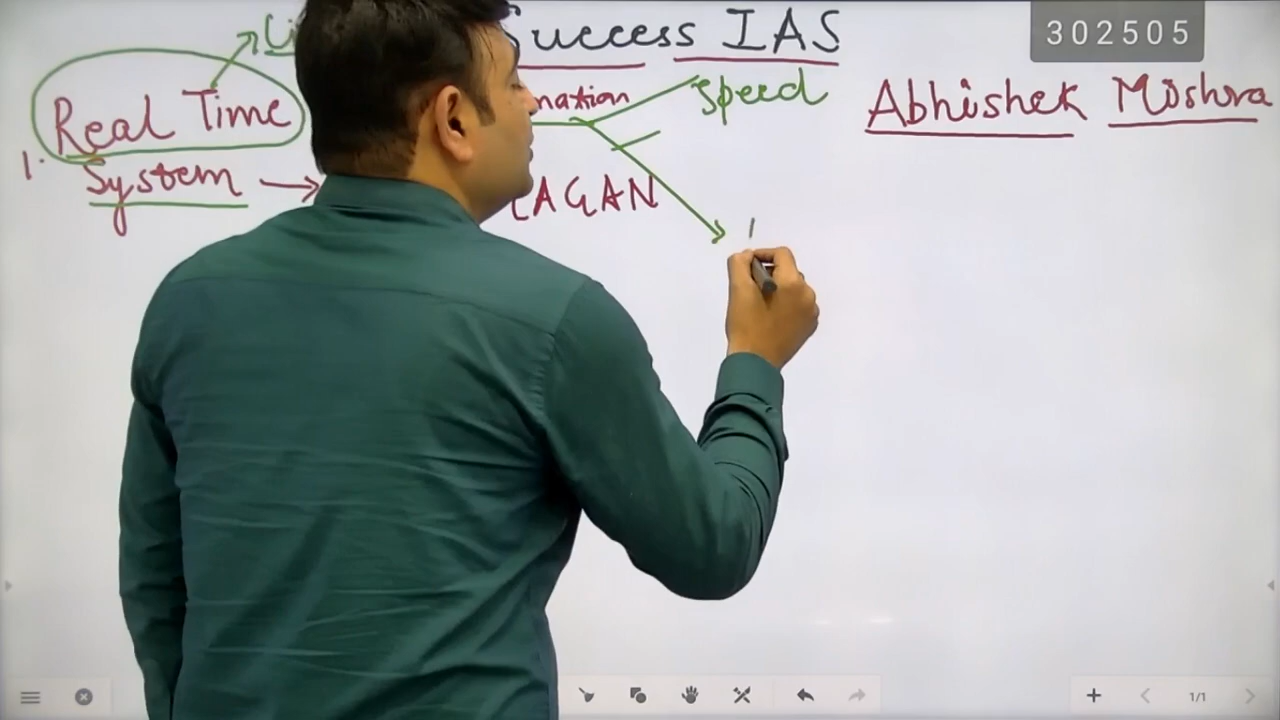 Success IAS
302505
Real Time
Speed
Abhishek Mishra
1. System →